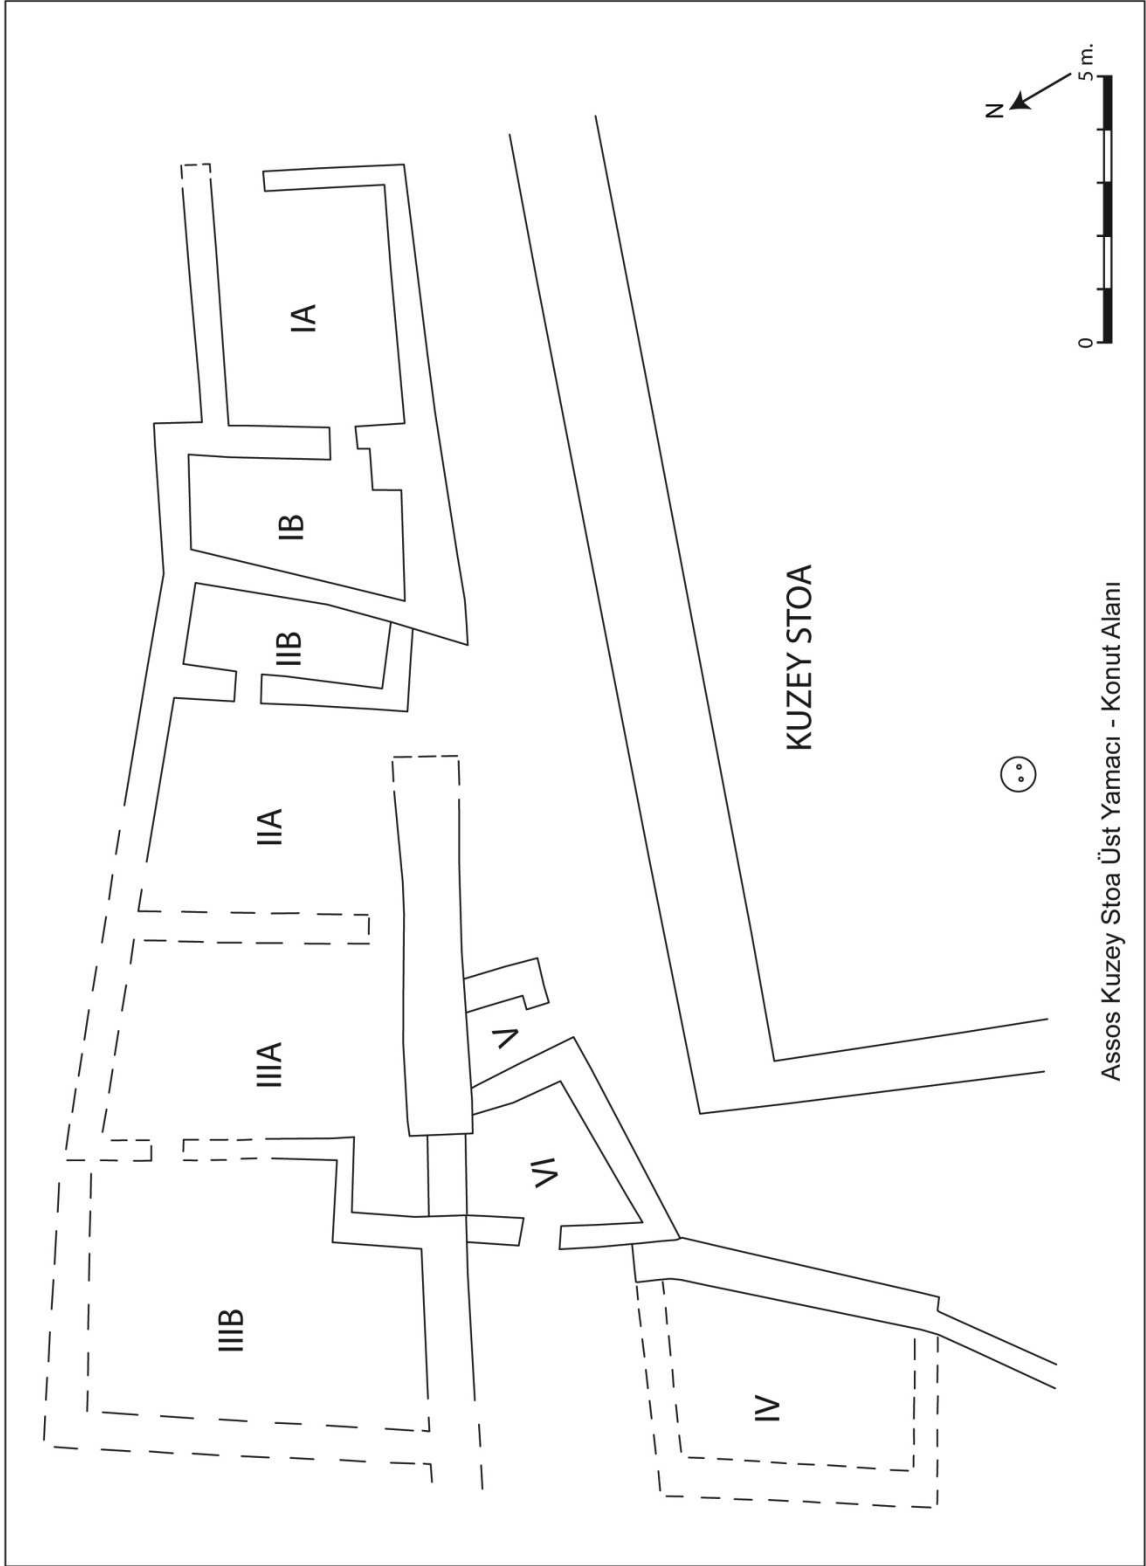 IIIB
IIIA
IIA
IIB
IB
IA
V
VI
IV
KUZEY STOA
N
0 5 m.
Assos Kuzey Stoa Üst Yamacı - Konut Alanı